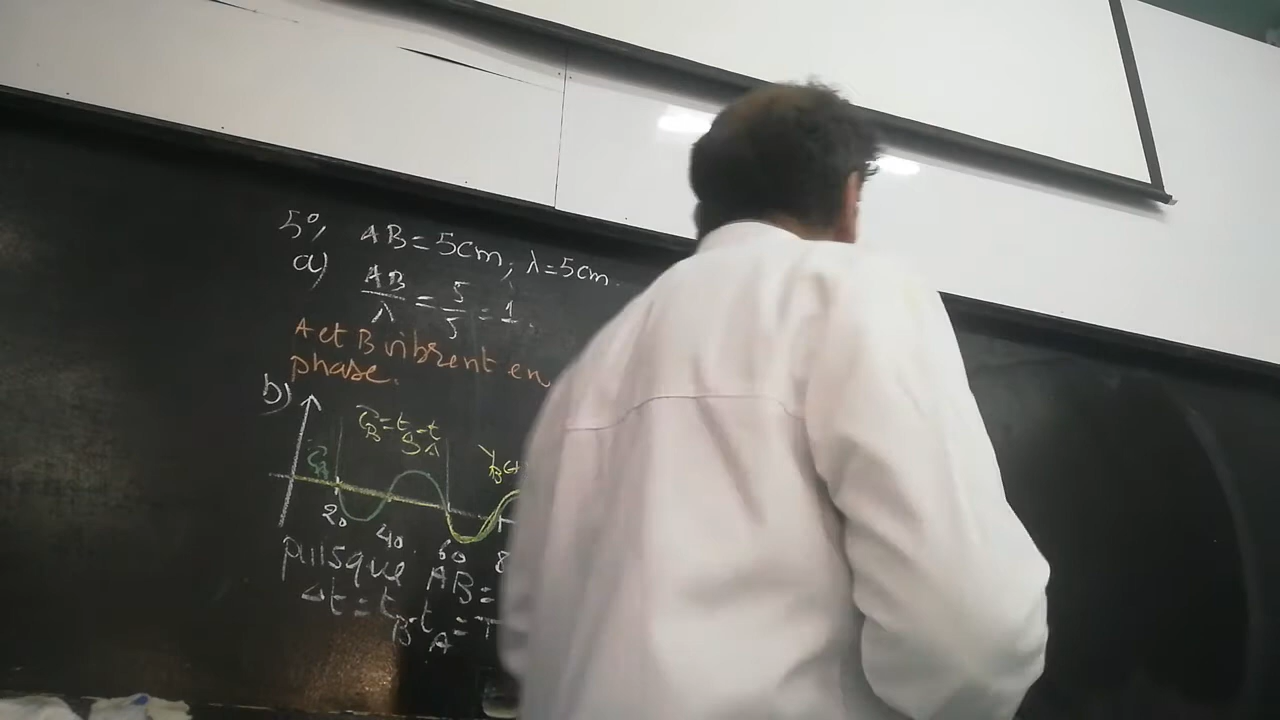 5°/ AB = 5cm, λ = 5cm.
a) AB/λ = 5/5 = 1.
A et B vibrent en
phase.
b)
20 40 60 8
puisque AB =
Δt = t_B - t_A = T